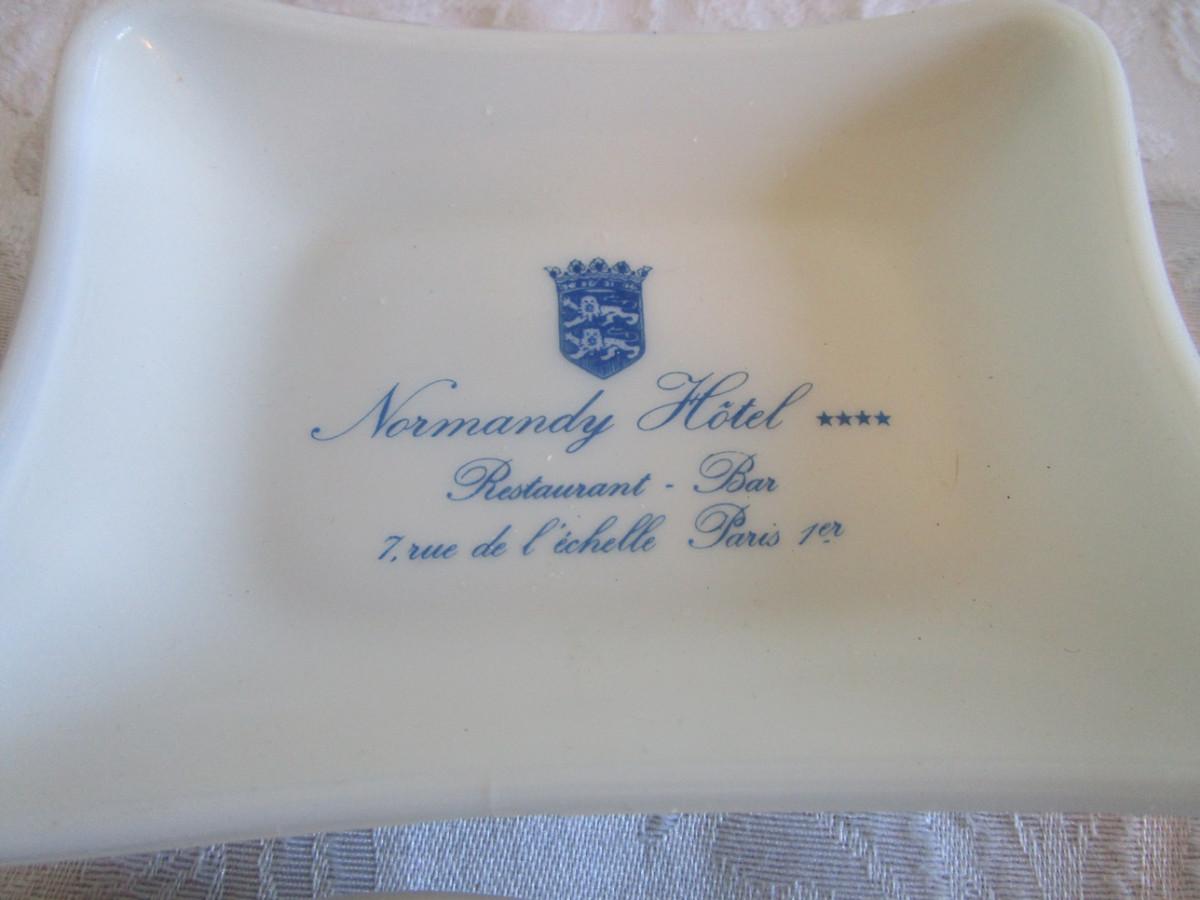 Normandy Hôtel ★★★★
Restaurant - Bar
7, rue de l'échelle Paris 1er